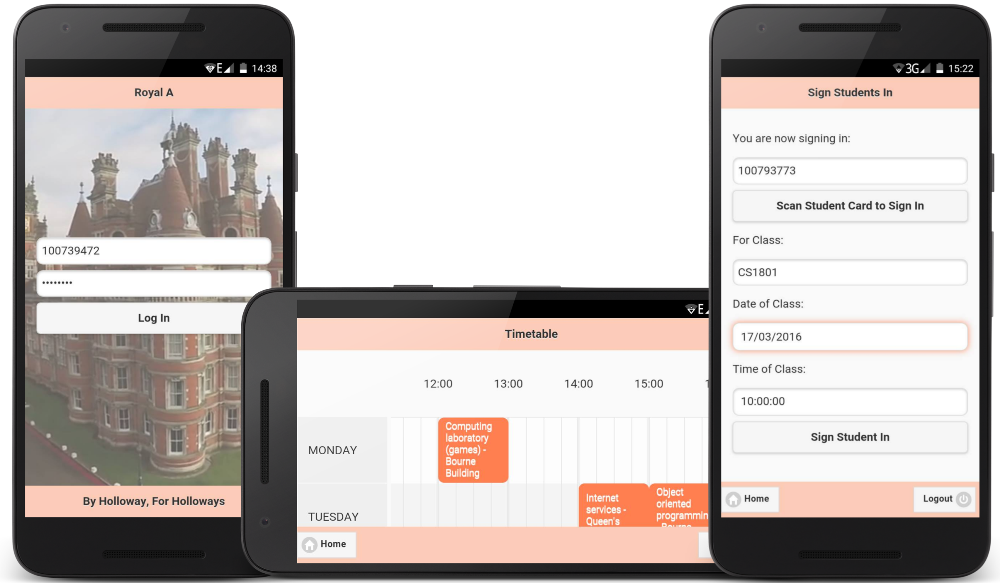 E 14:38
Royal A
100739472
••••••••
Log In
By Holloway, For Holloways
E
Timetable
12:00 13:00 14:00 15:00
MONDAY
Computing
laboratory
(games) -
Bourne
Building
TUESDAY
Internet
services -
Queen's
Object
oriented
programmin
Home
3G 15:22
Sign Students In
You are now signing in:
100793773
Scan Student Card to Sign In
For Class:
CS1801
Date of Class:
17/03/2016
Time of Class:
10:00:00
Sign Student In
Home
Logout